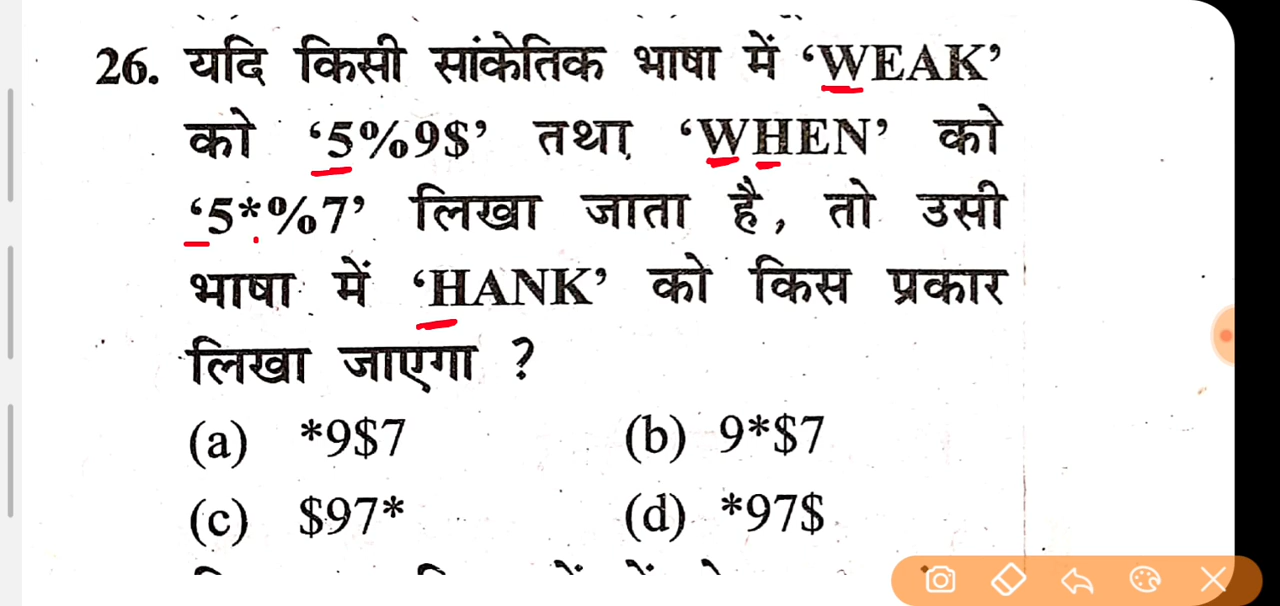 26. यदि किसी सांकेतिक भाषा में ‘WEAK’
को ‘5%9$’ तथा ‘WHEN’ को
‘5*%7’ लिखा जाता है, तो उसी
भाषा में ‘HANK’ को किस प्रकार
लिखा जाएगा ?
(a) *9$7 (b) 9*$7
(c) $97* (d) *97$